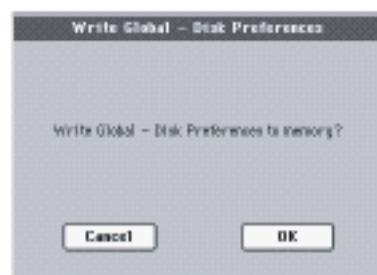 Write Global – Disk Preferences
Write Global – Disk Preferences to memory?
Cancel OK